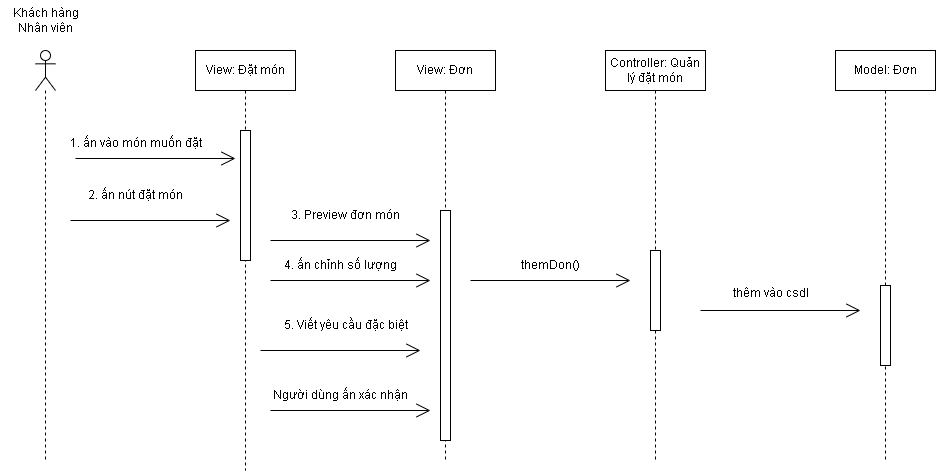 Khách hàng
Nhân viên
View: Đặt món
View: Đơn
Controller: Quản
lý đặt món
Model: Đơn
1. ấn vào món muốn đặt
2. ấn nút đặt món
3. Preview đơn món
4. ấn chỉnh số lượng
themDon()
thêm vào csdl
5. Viết yêu cầu đặc biệt
Người dùng ấn xác nhận